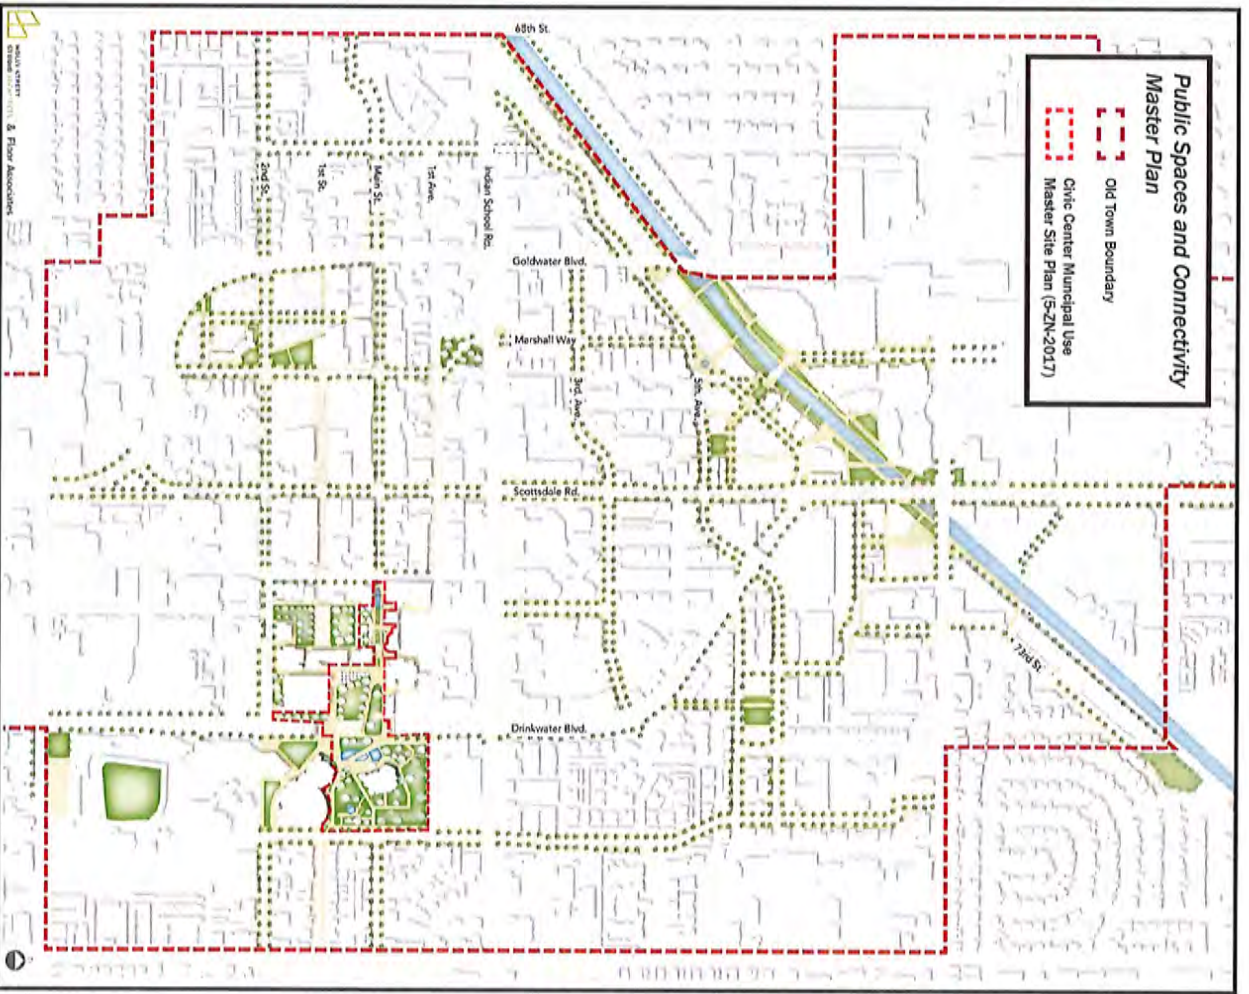 Public Spaces and Connectivity
Master Plan
Old Town Boundary
Civic Center Muncipal Use
Master Site Plan (5-ZN-2017)
68th St.
2nd St.
1st St.
Main St.
1st Ave.
Indian School Rd.
Goldwater Blvd.
Marshall Way
3rd. Ave.
5th. Ave.
Scottsdale Rd.
73rd St.
Drinkwater Blvd.
& Floor Associates